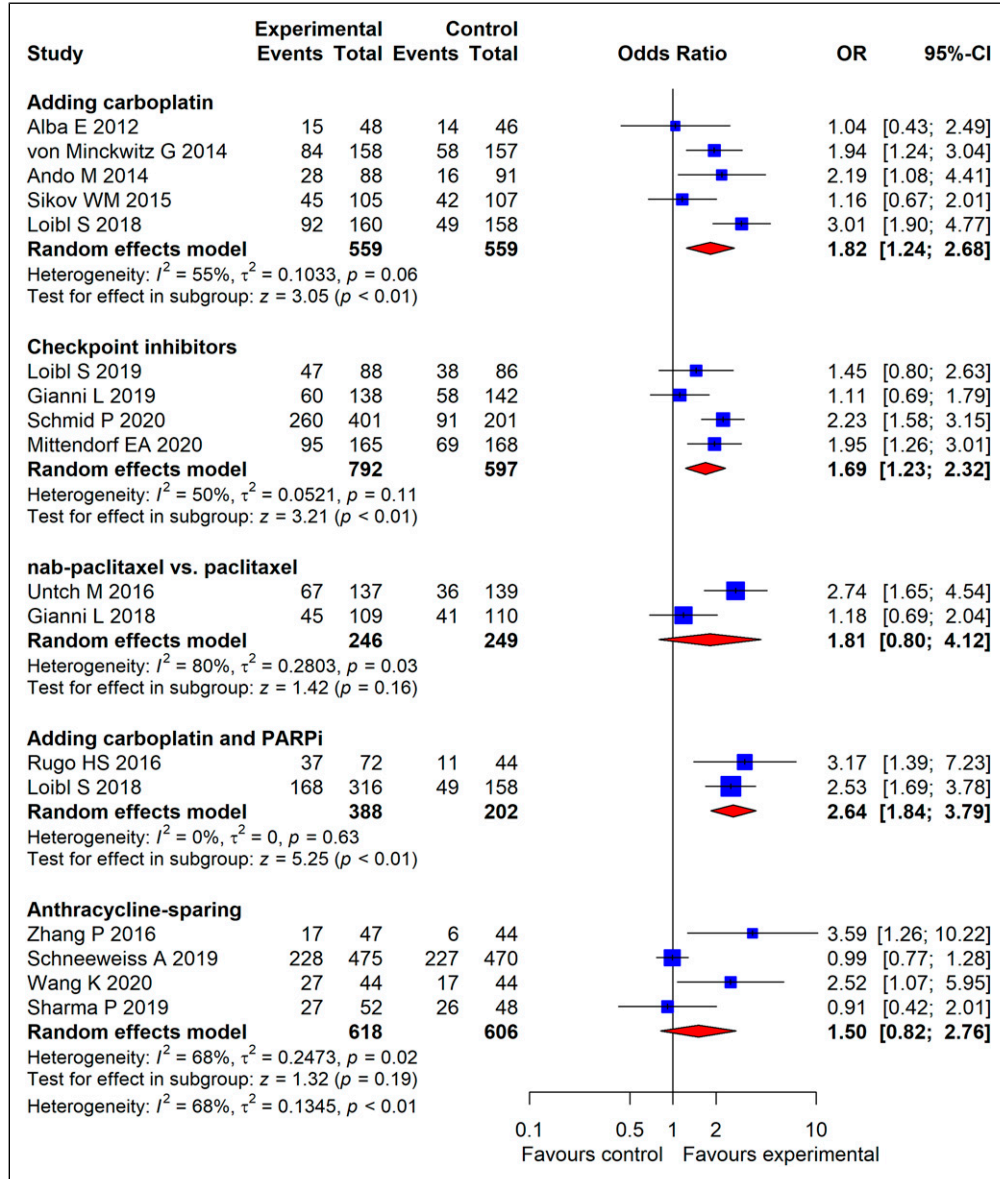 Experimental Control
Study Events Total Events Total Odds Ratio OR 95%-CI
Adding carboplatin
Alba E 2012 15 48 14 46 1.04 [0.43; 2.49]
von Minckwitz G 2014 84 158 58 157 1.94 [1.24; 3.04]
Ando M 2014 28 88 16 91 2.19 [1.08; 4.41]
Sikov WM 2015 45 105 42 107 1.16 [0.67; 2.01]
Loibl S 2018 92 160 49 158 3.01 [1.90; 4.77]
Random effects model 559 559 1.82 [1.24; 2.68]
Heterogeneity: I² = 55%, τ² = 0.1033, p = 0.06
Test for effect in subgroup: z = 3.05 (p < 0.01)
Checkpoint inhibitors
Loibl S 2019 47 88 38 86 1.45 [0.80; 2.63]
Gianni L 2019 60 138 58 142 1.11 [0.69; 1.79]
Schmid P 2020 260 401 91 201 2.23 [1.58; 3.15]
Mittendorf EA 2020 95 165 69 168 1.95 [1.26; 3.01]
Random effects model 792 597 1.69 [1.23; 2.32]
Heterogeneity: I² = 50%, τ² = 0.0521, p = 0.11
Test for effect in subgroup: z = 3.21 (p < 0.01)
nab-paclitaxel vs. paclitaxel
Untch M 2016 67 137 36 139 2.74 [1.65; 4.54]
Gianni L 2018 45 109 41 110 1.18 [0.69; 2.04]
Random effects model 246 249 1.81 [0.80; 4.12]
Heterogeneity: I² = 80%, τ² = 0.2803, p = 0.03
Test for effect in subgroup: z = 1.42 (p = 0.16)
Adding carboplatin and PARPi
Rugo HS 2016 37 72 11 44 3.17 [1.39; 7.23]
Loibl S 2018 168 316 49 158 2.53 [1.69; 3.78]
Random effects model 388 202 2.64 [1.84; 3.79]
Heterogeneity: I² = 0%, τ² = 0, p = 0.63
Test for effect in subgroup: z = 5.25 (p < 0.01)
Anthracycline-sparing
Zhang P 2016 17 47 6 44 3.59 [1.26; 10.22]
Schneeweiss A 2019 228 475 227 470 0.99 [0.77; 1.28]
Wang K 2020 27 44 17 44 2.52 [1.07; 5.95]
Sharma P 2019 27 52 26 48 0.91 [0.42; 2.01]
Random effects model 618 606 1.50 [0.82; 2.76]
Heterogeneity: I² = 68%, τ² = 0.2473, p = 0.02
Test for effect in subgroup: z = 1.32 (p = 0.19)
Heterogeneity: I² = 68%, τ² = 0.1345, p < 0.01
0.1 0.5 1 2 10
Favours control Favours experimental